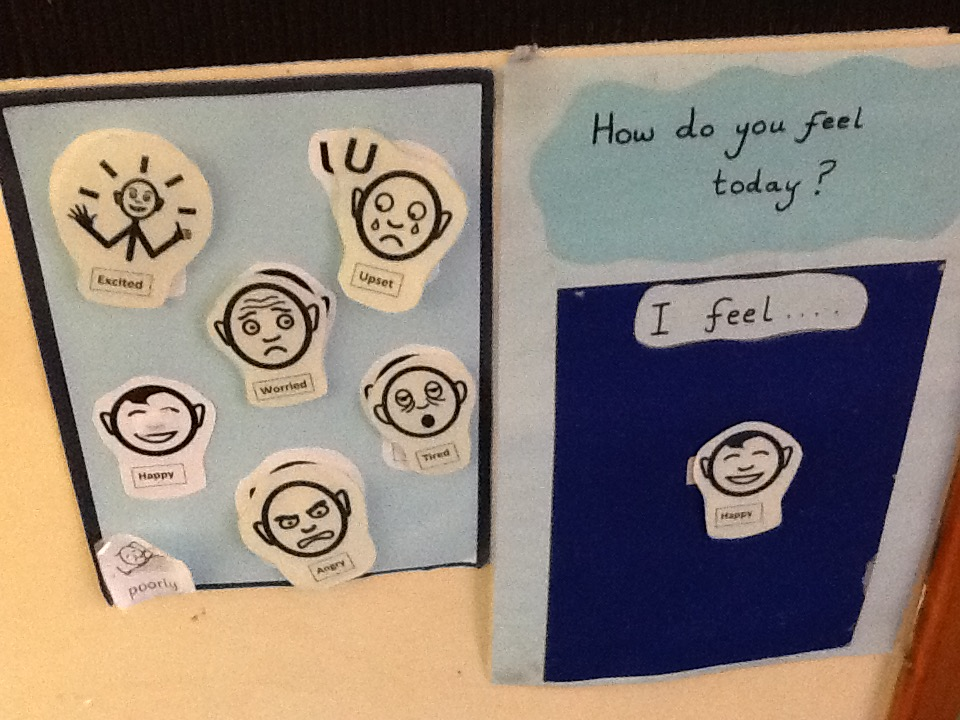 Excited
U
Upset
Worried
Happy
Tired
Angry
poorly
How do you feel
today?
I feel.....
Happy